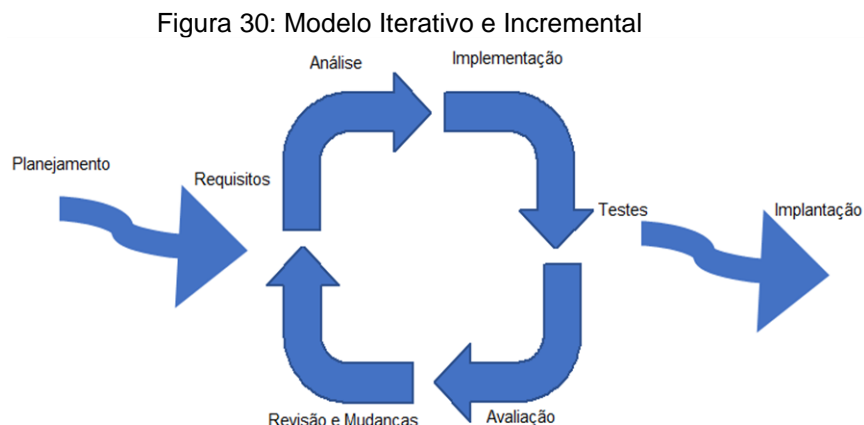 Figura 30: Modelo Iterativo e Incremental
Análise
Implementação
Planejamento
Requisitos
Testes
Implantação
Revisão e Mudanças
Avaliação